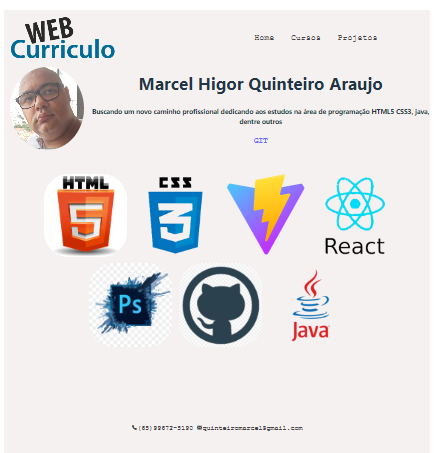 WEB
Curriculo
Home Cursos Projetos
Marcel Higor Quinteiro Araujo
Buscando um novo caminho profissional dedicando aos estudos na área de programação HTML5 CSS3, java,
dentre outros
GIT
HTML CSS
5 3
React
Ps
Java
(65)99672-5190 quinteiromarcel@gmail.com